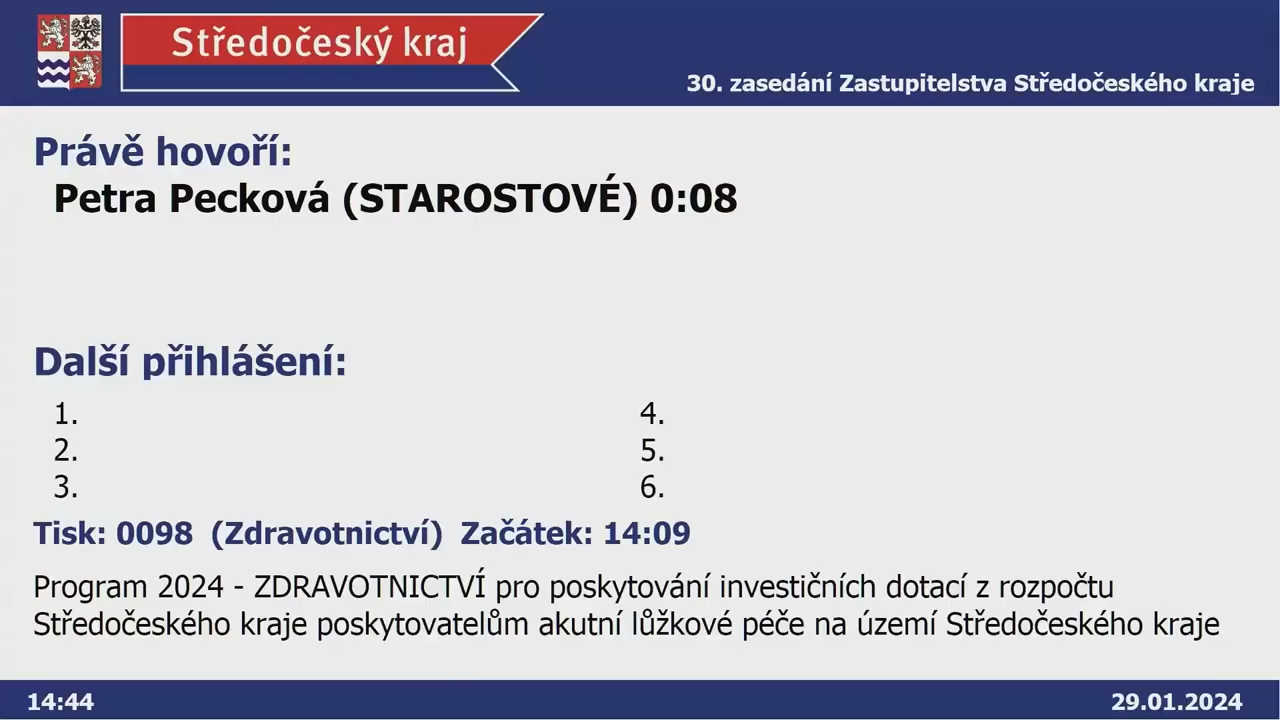 Středočeský kraj
30. zasedání Zastupitelstva Středočeského kraje
Právě hovoří:
Petra Pecková (STAROSTOVÉ) 0:08
Další přihlášení:
1.
2.
3.
4.
5.
6.
Tisk: 0098 (Zdravotnictví) Začátek: 14:09
Program 2024 - ZDRAVOTNICTVÍ pro poskytování investičních dotací z rozpočtu
Středočeského kraje poskytovatelům akutní lůžkové péče na území Středočeského kraje
14:44
29.01.2024